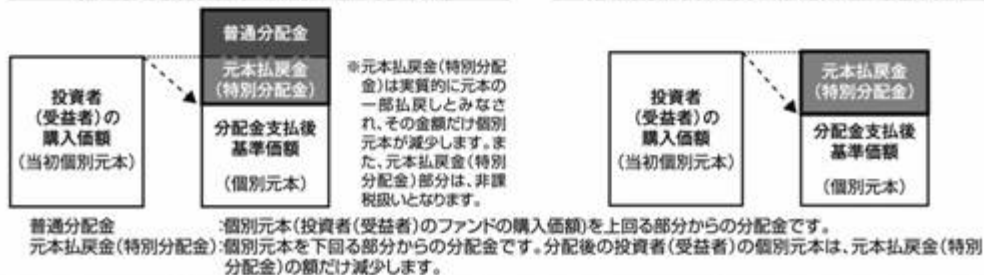 普通分配金
元本払戻金
(特別分配金)
投資者
(受益者)の
購入価額
(当初個別元本)
分配金支払後
基準価額
(個別元本)
※元本払戻金(特別分配
金)は実質的に元本の
一部払戻しとみなさ
れ、その金額だけ個別
元本が減少します。ま
た、元本払戻金(特別
分配金)部分は、非課
税扱いとなります。
投資者
(受益者)の
購入価額
(当初個別元本)
元本払戻金
(特別分配金)
分配金支払後
基準価額
(個別元本)
普通分配金 :個別元本(投資者(受益者)のファンドの購入価額)を上回る部分からの分配金です。
元本払戻金(特別分配金):個別元本を下回る部分からの分配金です。分配後の投資者(受益者)の個別元本は、元本払戻金(特別
分配金)の額だけ減少します。